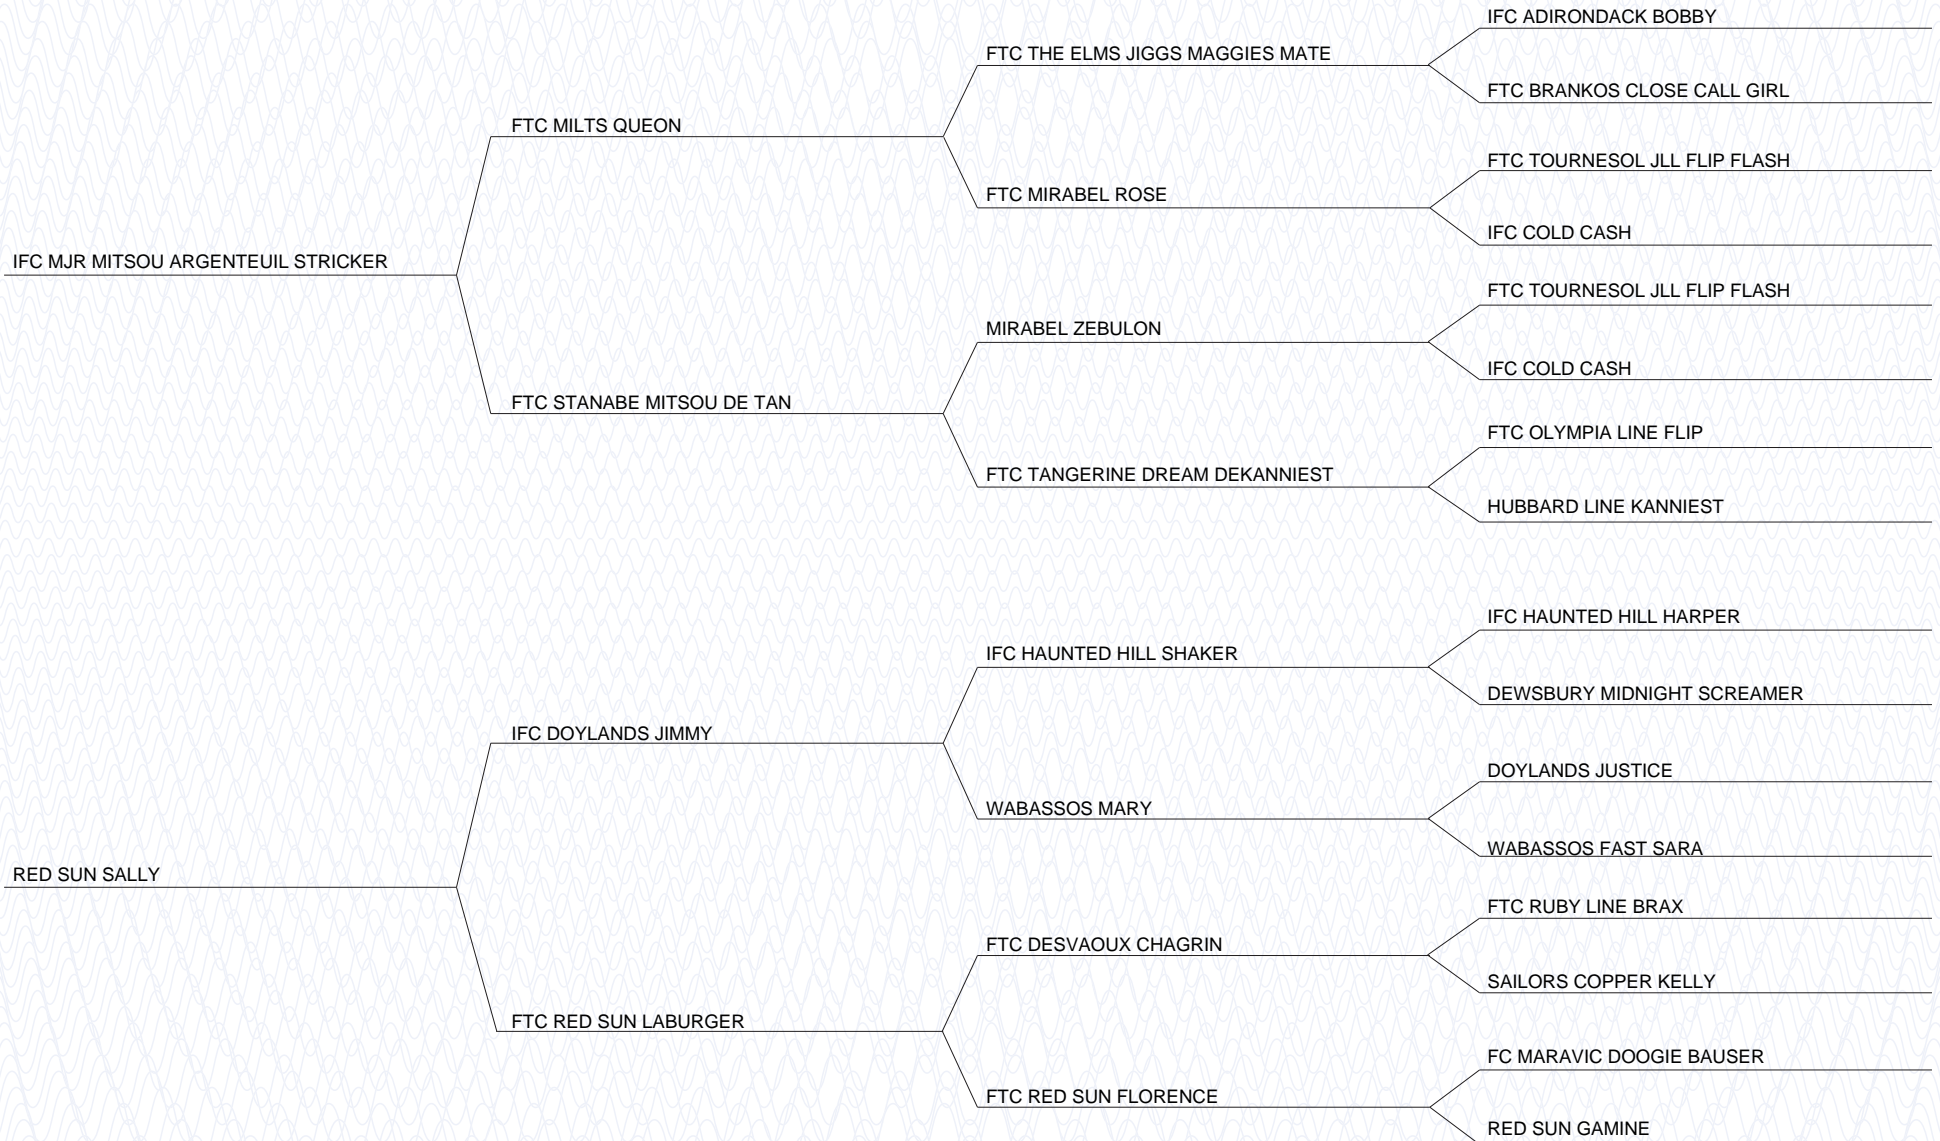 IFC ADIRONDACK BOBBY
FTC THE ELMS JIGGS MAGGIES MATE
FTC BRANKOS CLOSE CALL GIRL
FTC MILTS QUEON
FTC TOURNESOL JLL FLIP FLASH
FTC MIRABEL ROSE
IFC COLD CASH
IFC MJR MITSOU ARGENTEUIL STRICKER
FTC TOURNESOL JLL FLIP FLASH
MIRABEL ZEBULON
IFC COLD CASH
FTC STANABE MITSOU DE TAN
FTC OLYMPIA LINE FLIP
FTC TANGERINE DREAM DEKANNIEST
HUBBARD LINE KANNIEST
IFC HAUNTED HILL HARPER
IFC HAUNTED HILL SHAKER
DEWSBURY MIDNIGHT SCREAMER
IFC DOYLANDS JIMMY
DOYLANDS JUSTICE
WABASSOS MARY
WABASSOS FAST SARA
RED SUN SALLY
FTC RUBY LINE BRAX
FTC DESVAOUX CHAGRIN
SAILORS COPPER KELLY
FTC RED SUN LABURGER
FC MARAVIC DOOGIE BAUSER
FTC RED SUN FLORENCE
RED SUN GAMINE